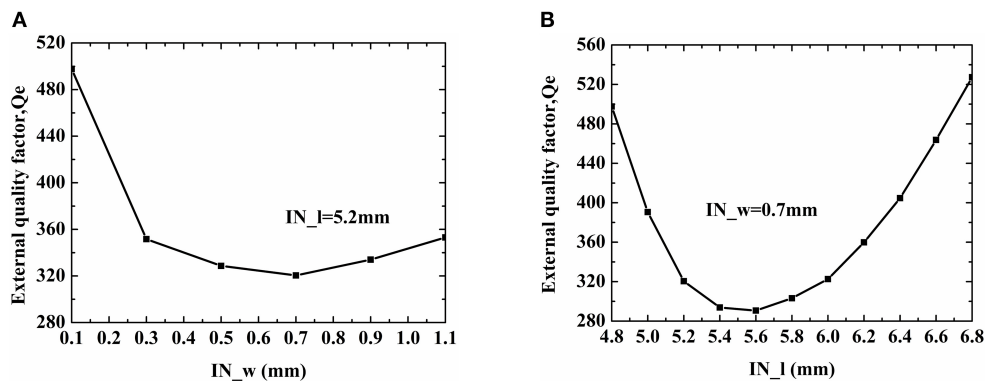 A
External quality factor,Qe
520
480
440
400
360
320
280
IN_l=5.2mm
0.1 0.2 0.3 0.4 0.5 0.6 0.7 0.8 0.9 1.0 1.1
IN_w (mm)
B
External quality factor,Qe
560
520
480
440
400
360
320
280
IN_w=0.7mm
4.8 5.0 5.2 5.4 5.6 5.8 6.0 6.2 6.4 6.6 6.8
IN_l (mm)